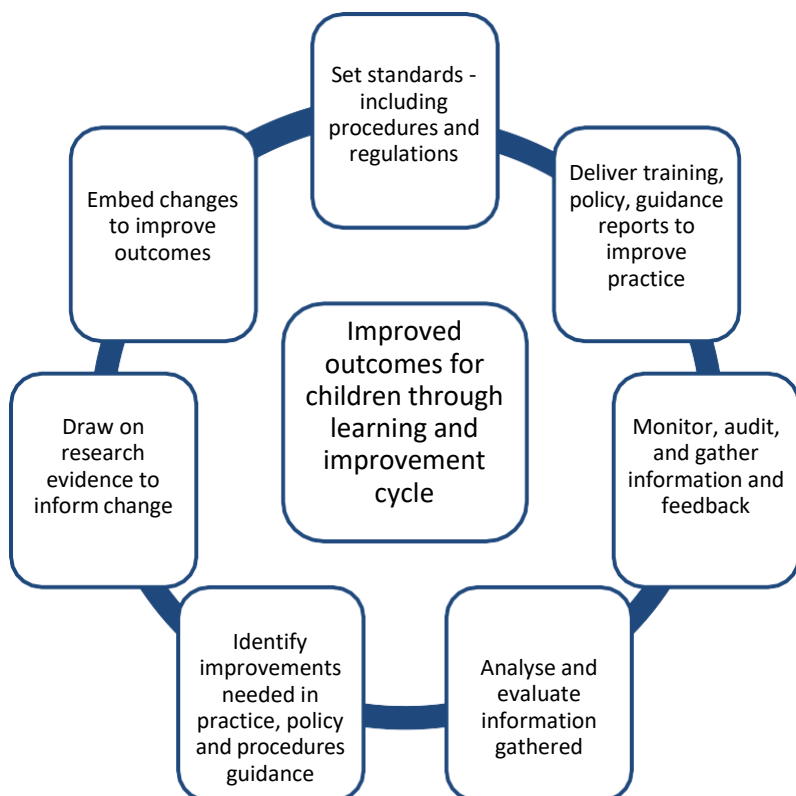 Set standards -
including
procedures and
regulations
Deliver training,
policy, guidance
reports to
improve
practice
Monitor, audit,
and gather
information and
feedback
Analyse and
evaluate
information
gathered
Identify
improvements
needed in
practice, policy
and procedures
guidance
Draw on
research
evidence to
inform change
Embed changes
to improve
outcomes
Improved
outcomes for
children through
learning and
improvement
cycle